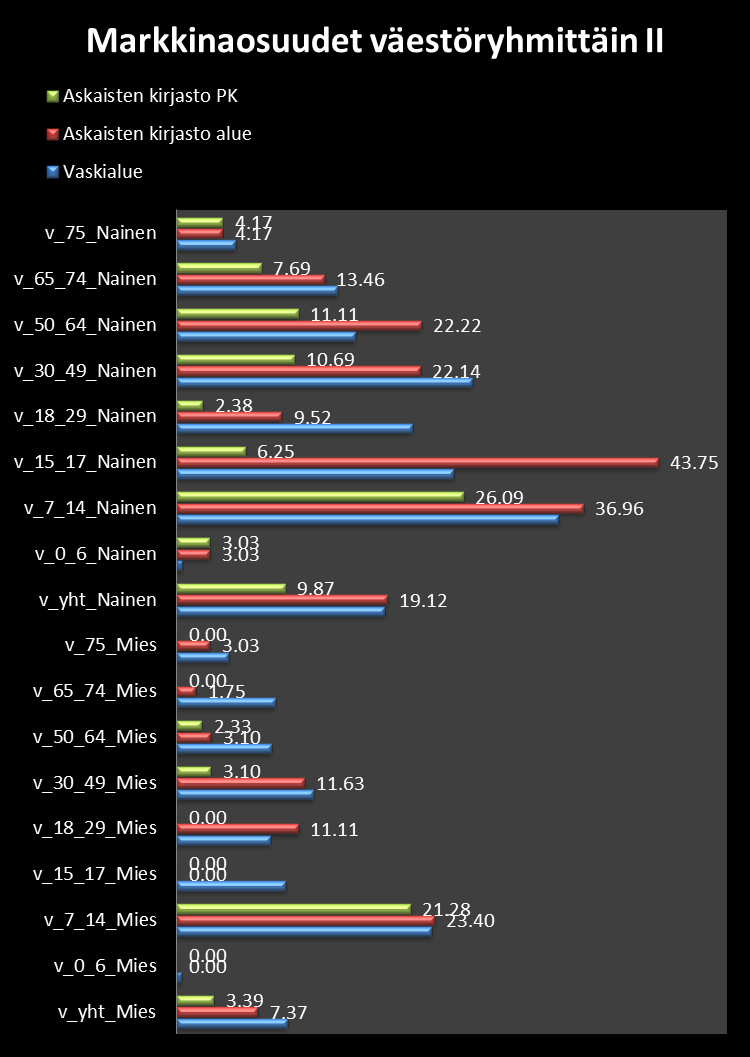 Markkinaosuudet väestöryhmittäin II
Askaisten kirjasto PK
Askaisten kirjasto alue
Vaskialue
v_75_Nainen
4.17
4.17
v_65_74_Nainen
7.69
13.46
v_50_64_Nainen
11.11
22.22
v_30_49_Nainen
10.69
22.14
v_18_29_Nainen
2.38
9.52
v_15_17_Nainen
6.25
43.75
v_7_14_Nainen
26.09
36.96
v_0_6_Nainen
3.03
3.03
v_yht_Nainen
9.87
19.12
v_75_Mies
0.00
3.03
v_65_74_Mies
0.00
1.75
v_50_64_Mies
2.33
3.10
v_30_49_Mies
3.10
11.63
v_18_29_Mies
0.00
11.11
v_15_17_Mies
0.00
0.00
v_7_14_Mies
21.28
23.40
v_0_6_Mies
0.00
0.00
v_yht_Mies
3.39
7.37